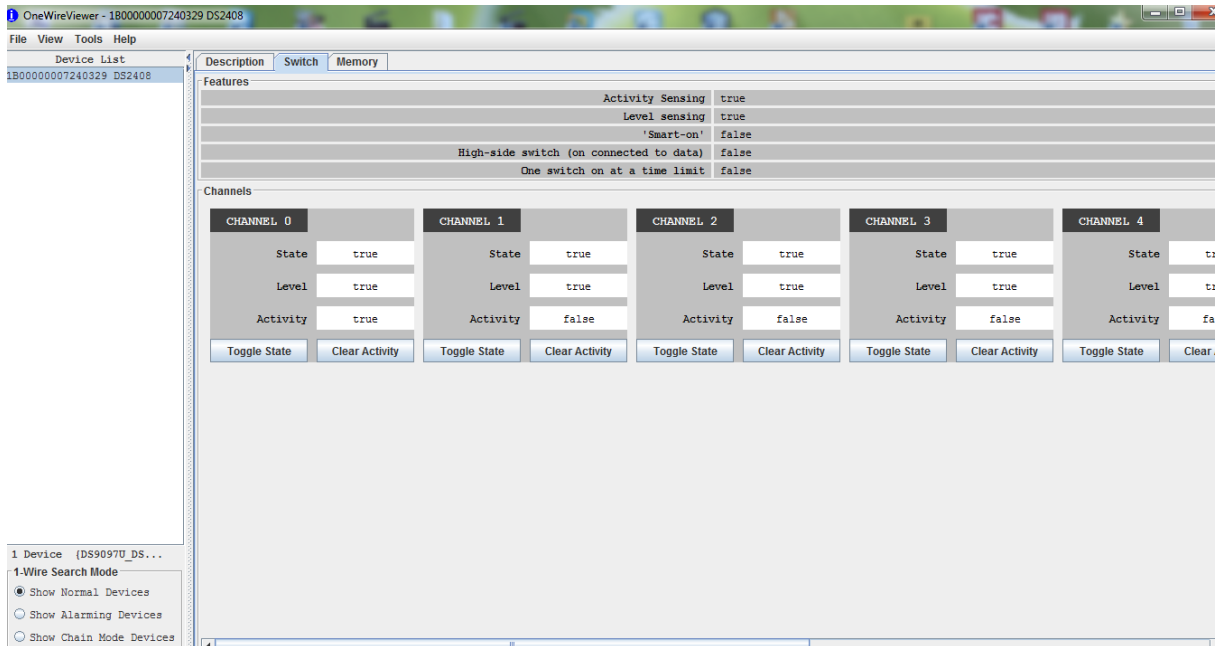 OneWireViewer - 1B00000007240329 DS2408
File View Tools Help
Device List
1B00000007240329 DS2408
Description Switch Memory
Features
Activity Sensing true
Level sensing true
'Smart-on' false
High-side switch (on connected to data) false
One switch on at a time limit false
Channels
CHANNEL 0 CHANNEL 1 CHANNEL 2 CHANNEL 3 CHANNEL 4
State true State true State true State true State
Level true Level true Level true Level true Level
Activity true Activity false Activity false Activity false Activity
Toggle State Clear Activity Toggle State Clear Activity Toggle State Clear Activity Toggle State Clear Activity Toggle State Clear
1 Device {DS9097U_DS...
1-Wire Search Mode
Show Normal Devices
Show Alarming Devices
Show Chain Mode Devices